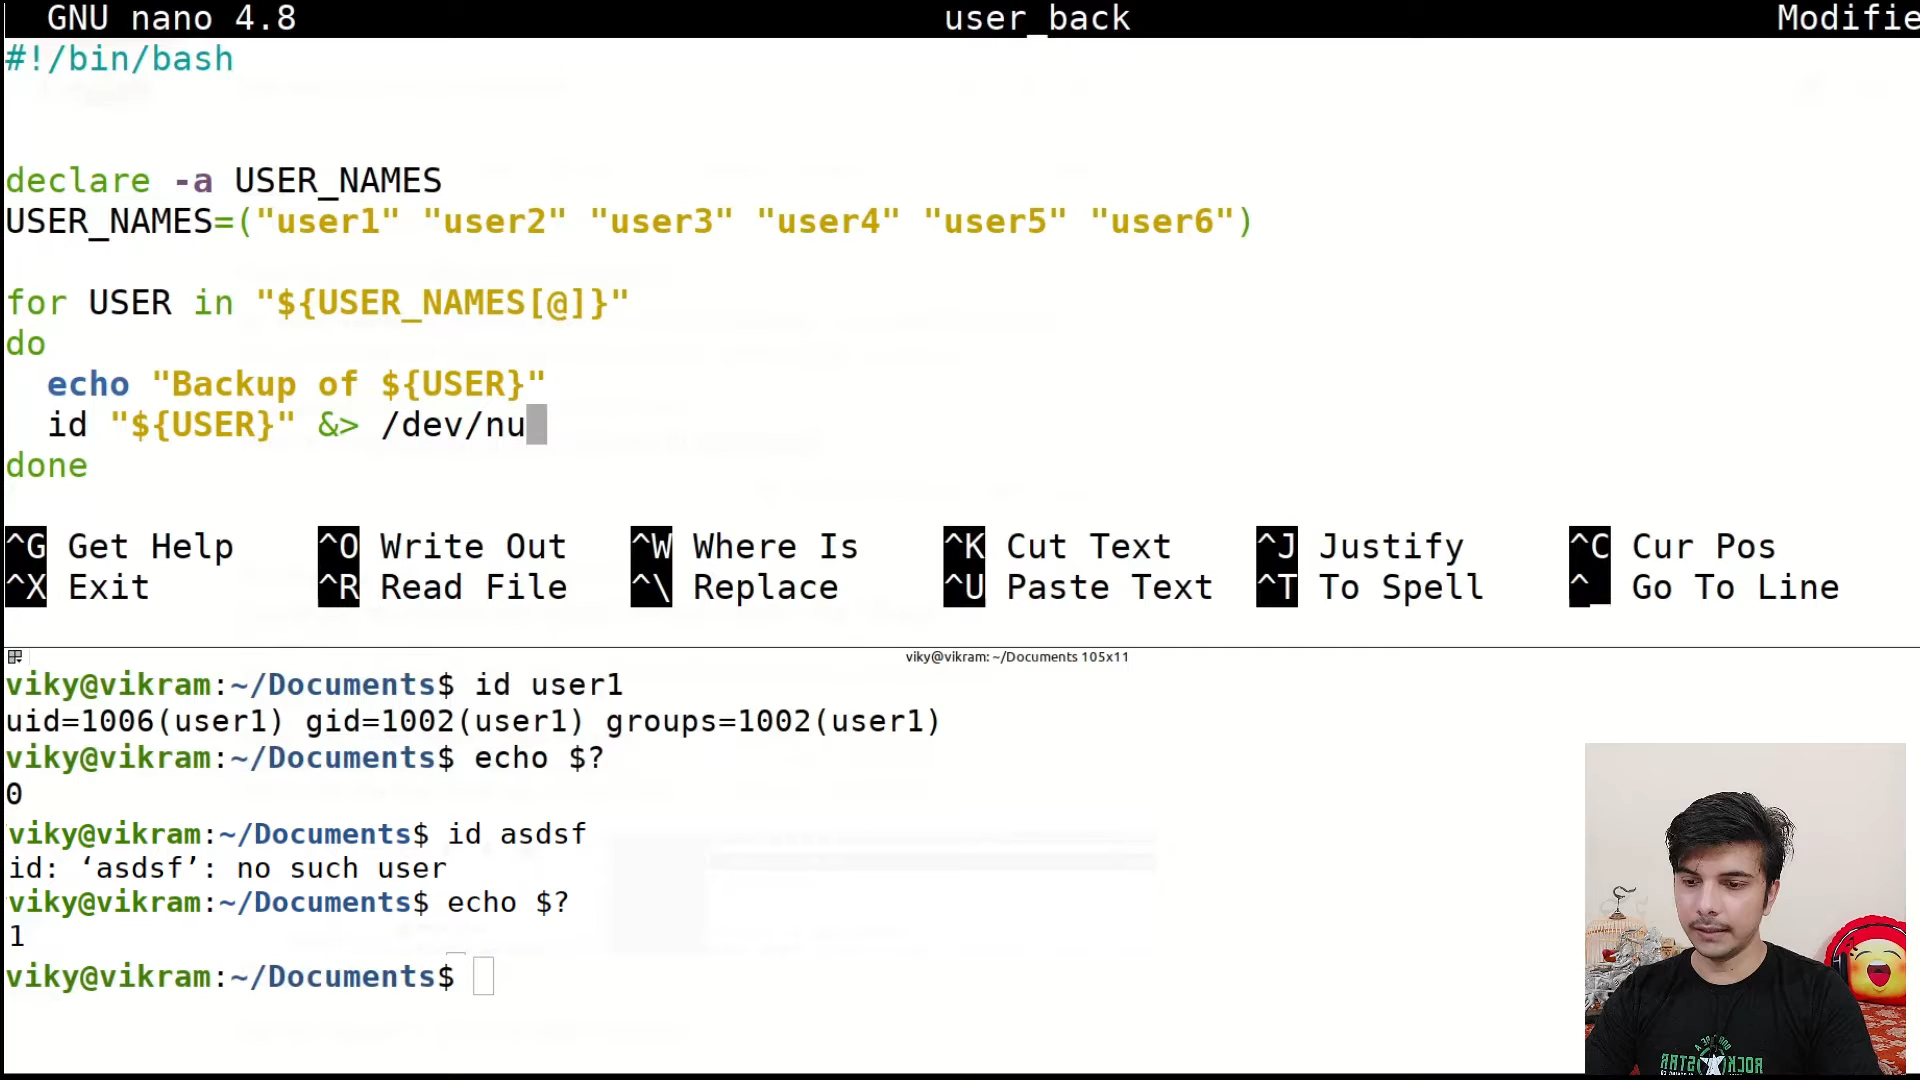 GNU nano 4.8 user_back Modifie
#!/bin/bash
declare -a USER_NAMES
USER_NAMES=("user1" "user2" "user3" "user4" "user5" "user6")
for USER in "${USER_NAMES[@]}"
do
echo "Backup of ${USER}"
id "${USER}" &> /dev/nu
done
^G Get Help ^O Write Out ^W Where Is ^K Cut Text ^J Justify ^C Cur Pos
^X Exit ^R Read File ^\ Replace ^U Paste Text ^T To Spell ^_ Go To Line
viky@vikram: ~/Documents 105x11
viky@vikram:~/Documents$ id user1
uid=1006(user1) gid=1002(user1) groups=1002(user1)
viky@vikram:~/Documents$ echo $?
0
viky@vikram:~/Documents$ id asdsf
id: ‘asdsf’: no such user
viky@vikram:~/Documents$ echo $?
1
viky@vikram:~/Documents$
ROCK
STAR